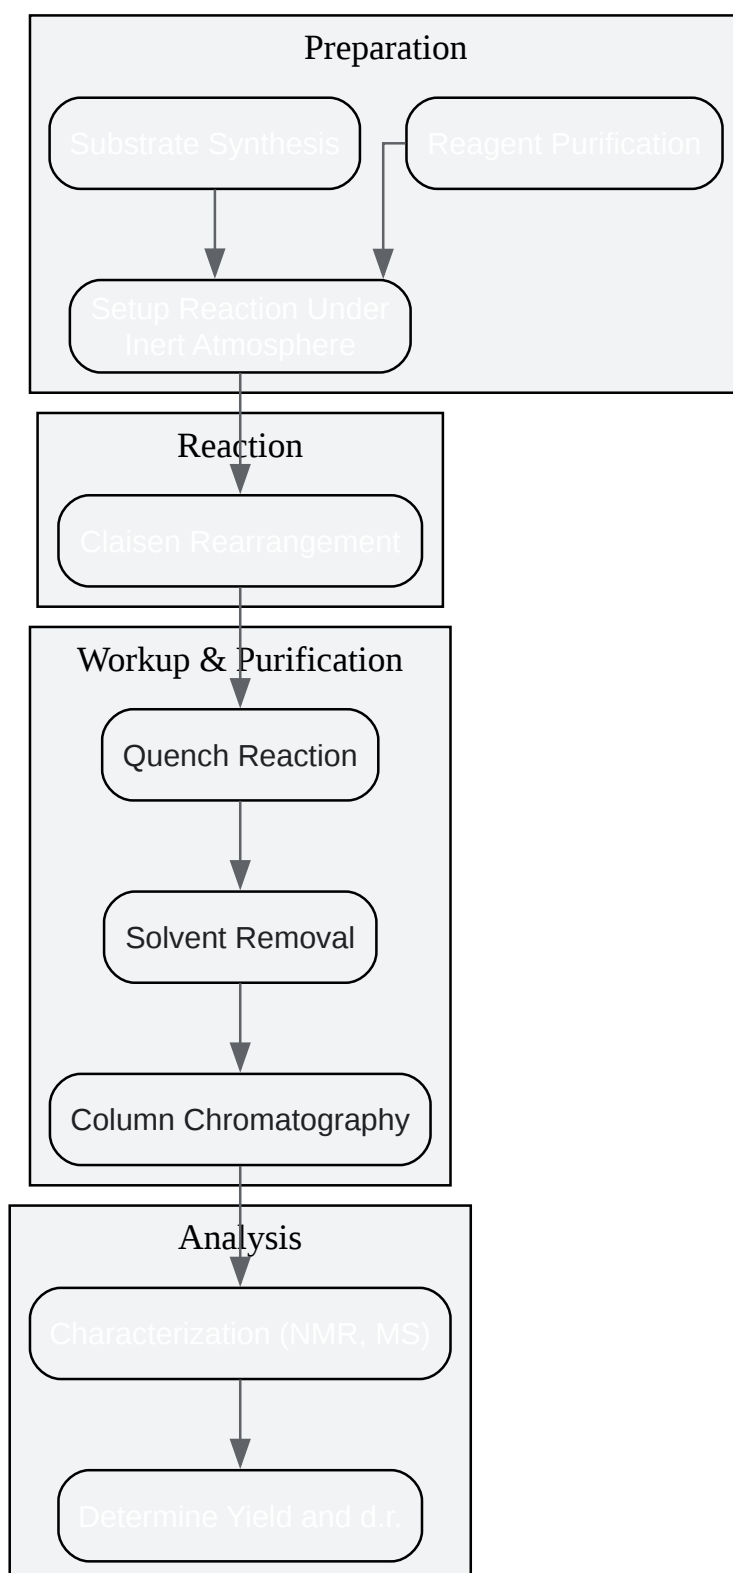 Preparation
Substrate Synthesis
Reagent Purification
Setup Reaction Under
Inert Atmosphere
Reaction
Claisen Rearrangement
Workup & Purification
Quench Reaction
Solvent Removal
Column Chromatography
Analysis
Characterization (NMR, MS)
Determine Yield and d.r.